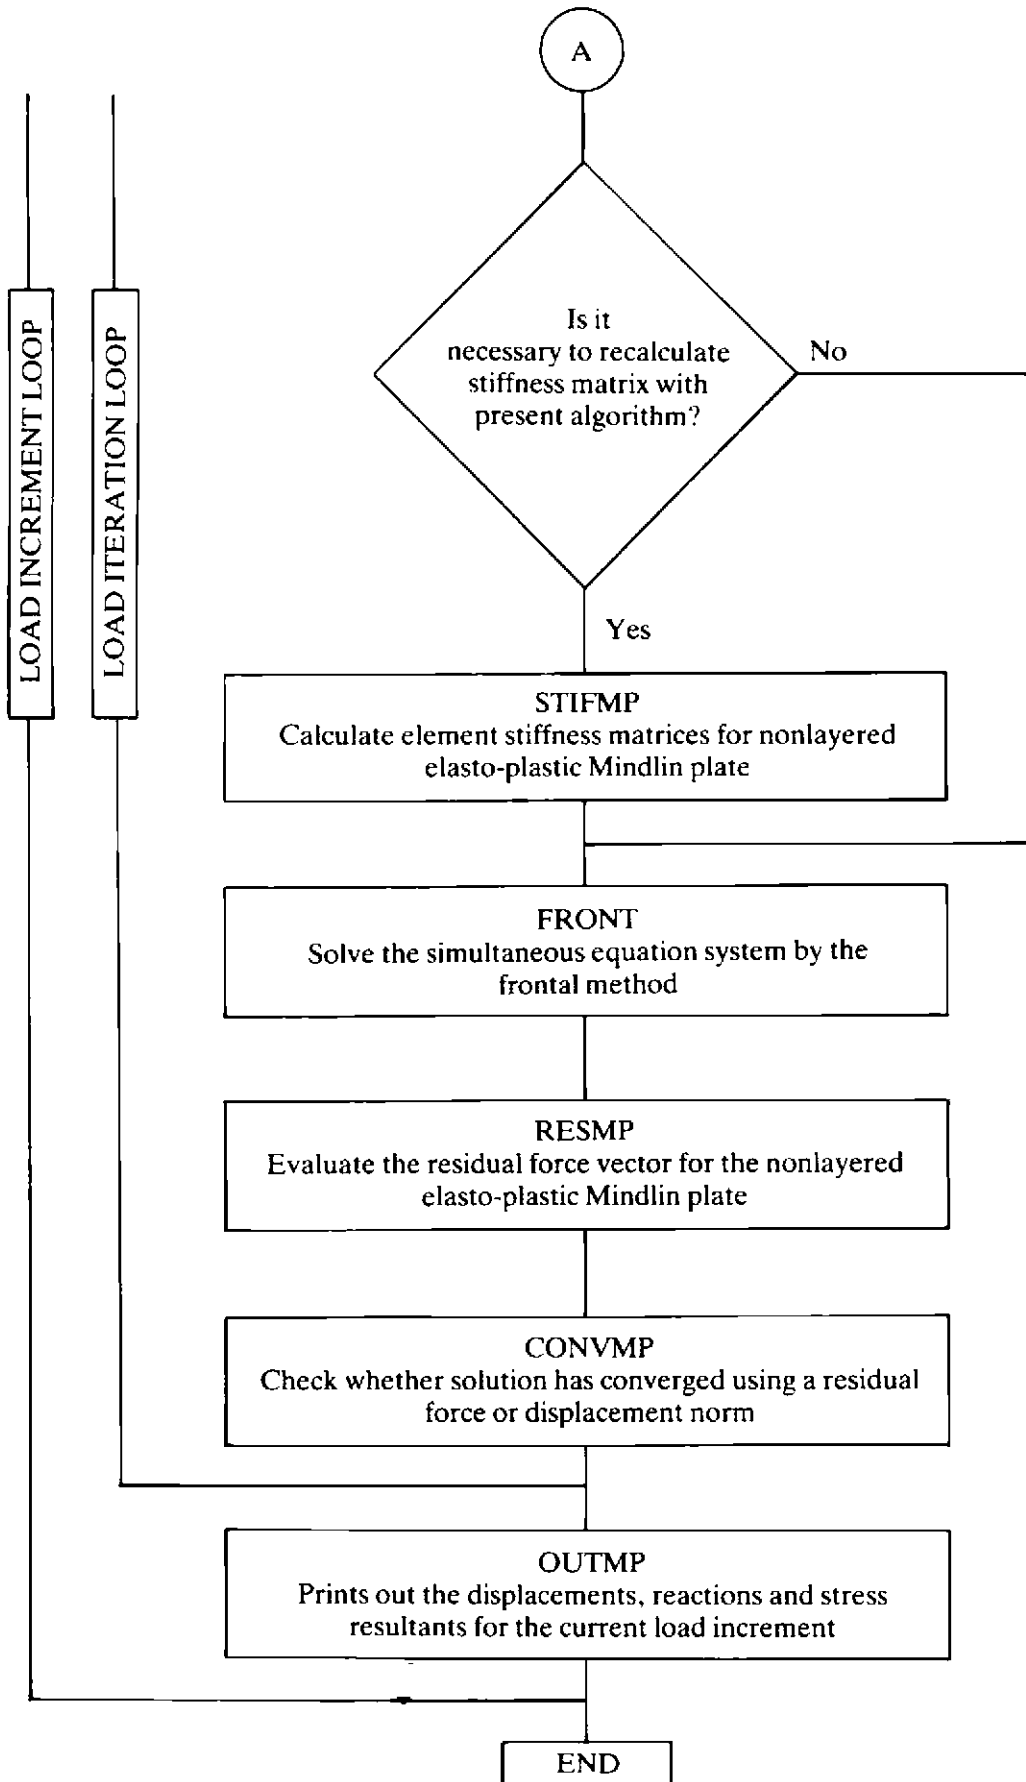 A
LOAD INCREMENT LOOP
LOAD ITERATION LOOP
Is it
necessary to recalculate
stiffness matrix with
present algorithm?
No
Yes
STIFMP
Calculate element stiffness matrices for nonlayered
elasto-plastic Mindlin plate
FRONT
Solve the simultaneous equation system by the
frontal method
RESMP
Evaluate the residual force vector for the nonlayered
elasto-plastic Mindlin plate
CONVMP
Check whether solution has converged using a residual
force or displacement norm
OUTMP
Prints out the displacements, reactions and stress
resultants for the current load increment
END